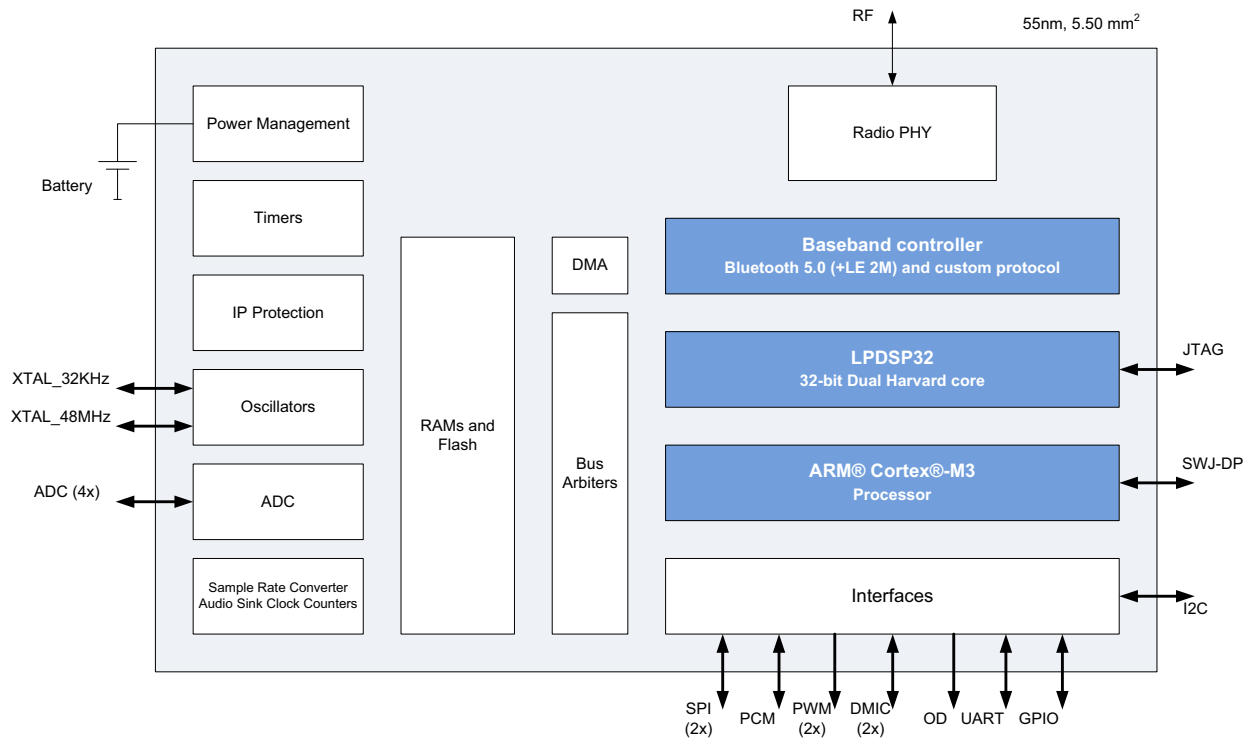 RF
55nm, 5.50 mm²
Power Management
Radio PHY
Battery
Timers
Baseband controller
Bluetooth 5.0 (+LE 2M) and custom protocol
DMA
IP Protection
LPDSP32
32-bit Dual Harvard core
JTAG
XTAL_32KHz
XTAL_48MHz
Oscillators
RAMs and
Flash
Bus
Arbiters
ARM® Cortex®-M3
Processor
SWJ-DP
ADC (4x)
ADC
Sample Rate Converter
Audio Sink Clock Counters
Interfaces
I2C
SPI
(2x)
PCM
PWM
(2x)
DMIC
(2x)
OD
UART
GPIO